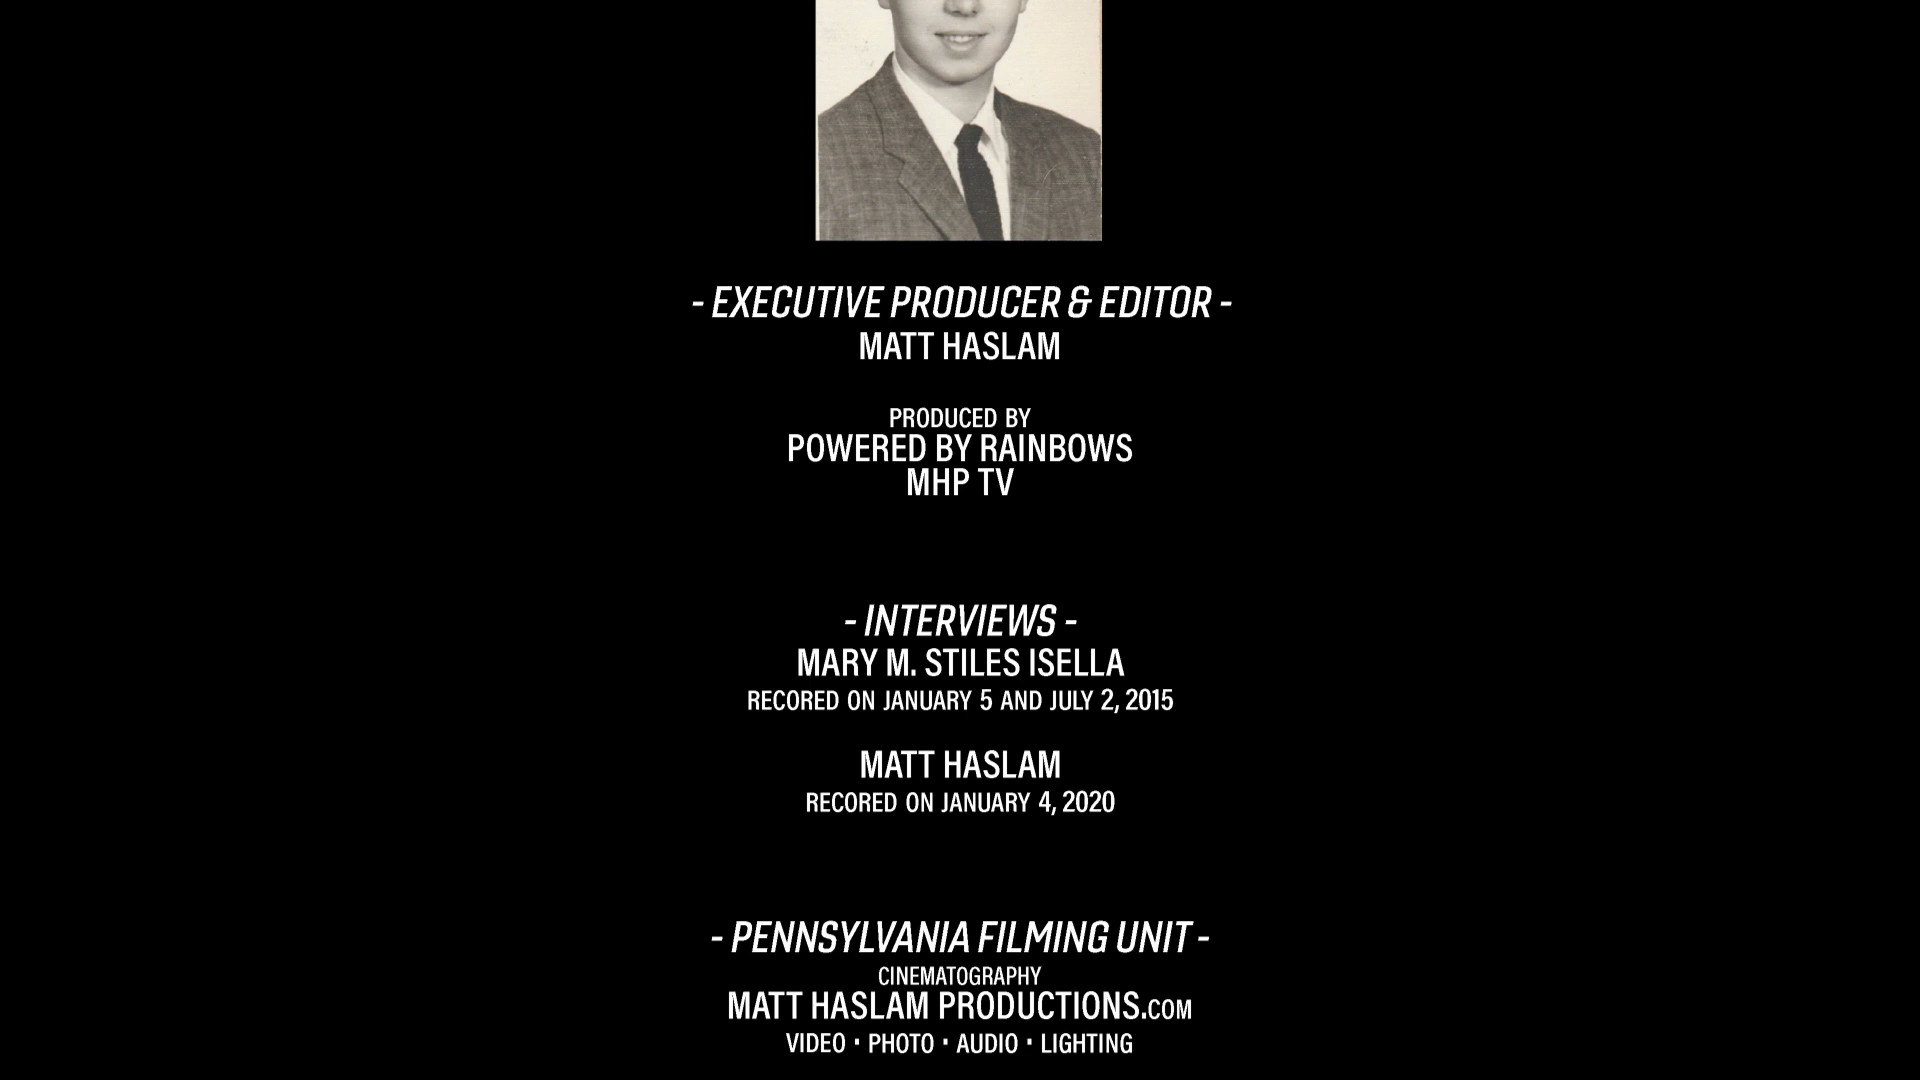 - EXECUTIVE PRODUCER & EDITOR -
MATT HASLAM
PRODUCED BY
POWERED BY RAINBOWS
MHP TV
- INTERVIEWS -
MARY M. STILES ISELLA
RECORED ON JANUARY 5 AND JULY 2, 2015
MATT HASLAM
RECORED ON JANUARY 4, 2020
- PENNSYLVANIA FILMING UNIT -
CINEMATOGRAPHY
MATT HASLAM PRODUCTIONS.COM
VIDEO · PHOTO · AUDIO · LIGHTING